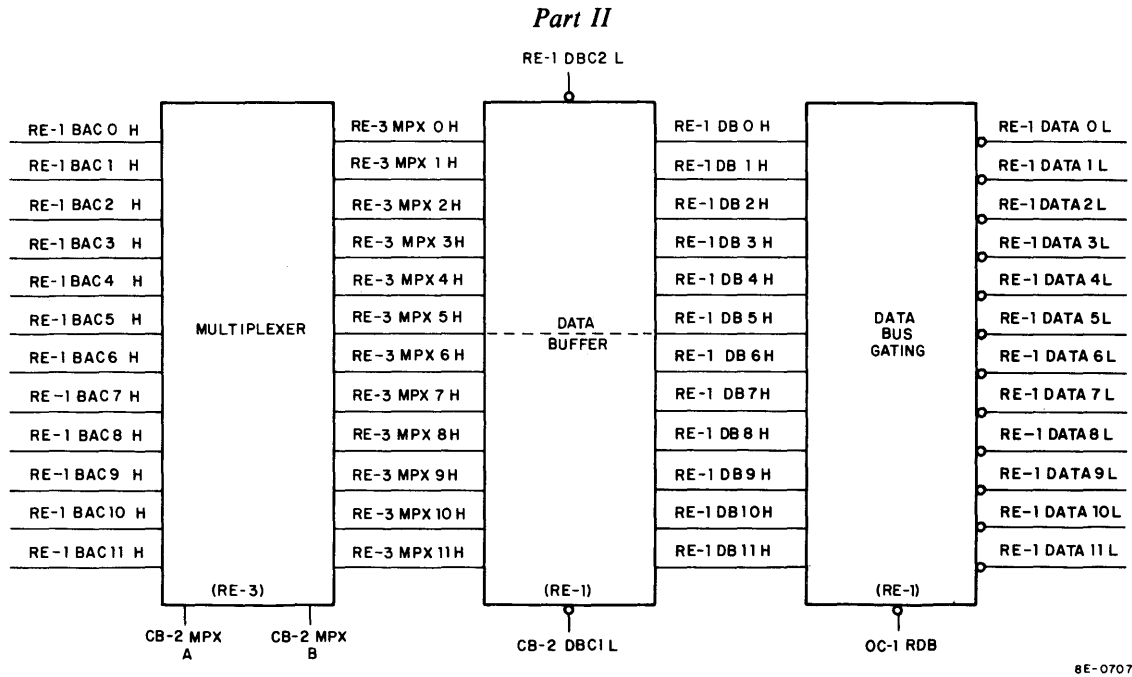 Part II
RE-1 DBC2 L
RE-1 BAC 0 H RE-3 MPX 0 H RE-1 DB 0 H RE-1 DATA 0 L
RE-1 BAC 1 H RE-3 MPX 1 H RE-1 DB 1 H RE-1 DATA 1 L
RE-1 BAC2 H RE-3 MPX 2 H RE-1 DB 2 H RE-1 DATA 2 L
RE-1 BAC3 H RE-3 MPX 3 H RE-1 DB 3 H RE-1 DATA 3 L
RE-1 BAC4 H RE-3 MPX 4 H RE-1 DB 4 H RE-1 DATA 4 L
RE-1 BAC5 H RE-3 MPX 5 H RE-1 DB 5 H RE-1 DATA 5 L
MULTIPLEXER
DATA
BUFFER
DATA
BUS
GATING
RE-1 BAC6 H RE-3 MPX 6 H RE-1 DB 6 H RE-1 DATA 6 L
RE-1 BAC7 H RE-3 MPX 7 H RE-1 DB7 H RE-1 DATA 7 L
RE-1 BAC8 H RE-3 MPX 8 H RE-1 DB 8 H RE-1 DATA 8 L
RE-1 BAC9 H RE-3 MPX 9 H RE-1 DB9 H RE-1 DATA 9 L
RE-1 BAC10 H RE-3 MPX 10 H RE-1 DB10 H RE-1 DATA 10 L
RE-1 BAC11 H RE-3 MPX 11 H RE-1 DB 11 H RE-1 DATA 11 L
(RE-3) (RE-1) (RE-1)
CB-2 MPX
A
CB-2 MPX
B
CB-2 DBC1 L
OC-1 RDB
8E-0707